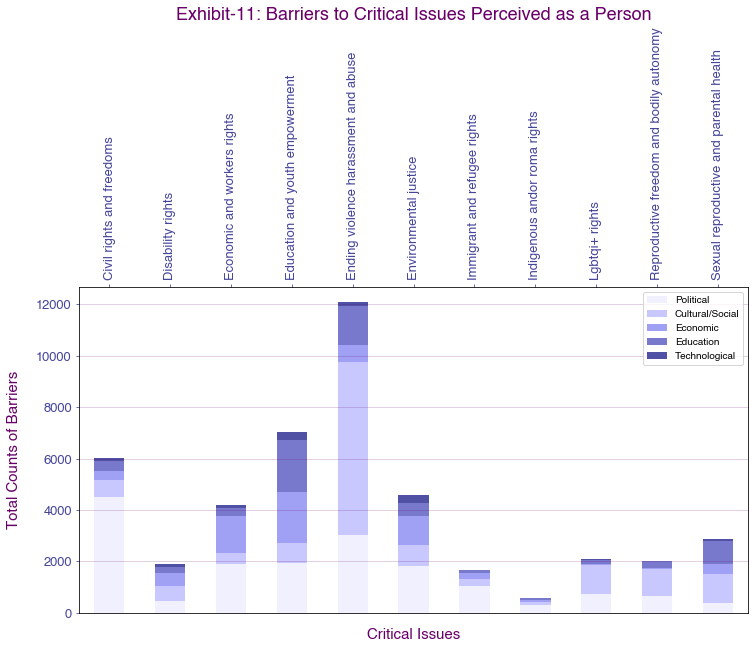 Exhibit-11: Barriers to Critical Issues Perceived as a Person
Civil rights and freedoms
Disability rights
Economic and workers rights
Education and youth empowerment
Ending violence harassment and abuse
Environmental justice
Immigrant and refugee rights
Indigenous andor roma rights
Lgbtqi+ rights
Reproductive freedom and bodily autonomy
Sexual reproductive and parental health
Total Counts of Barriers
12000
10000
8000
6000
4000
2000
0
Political
Cultural/Social
Economic
Education
Technological
Critical Issues